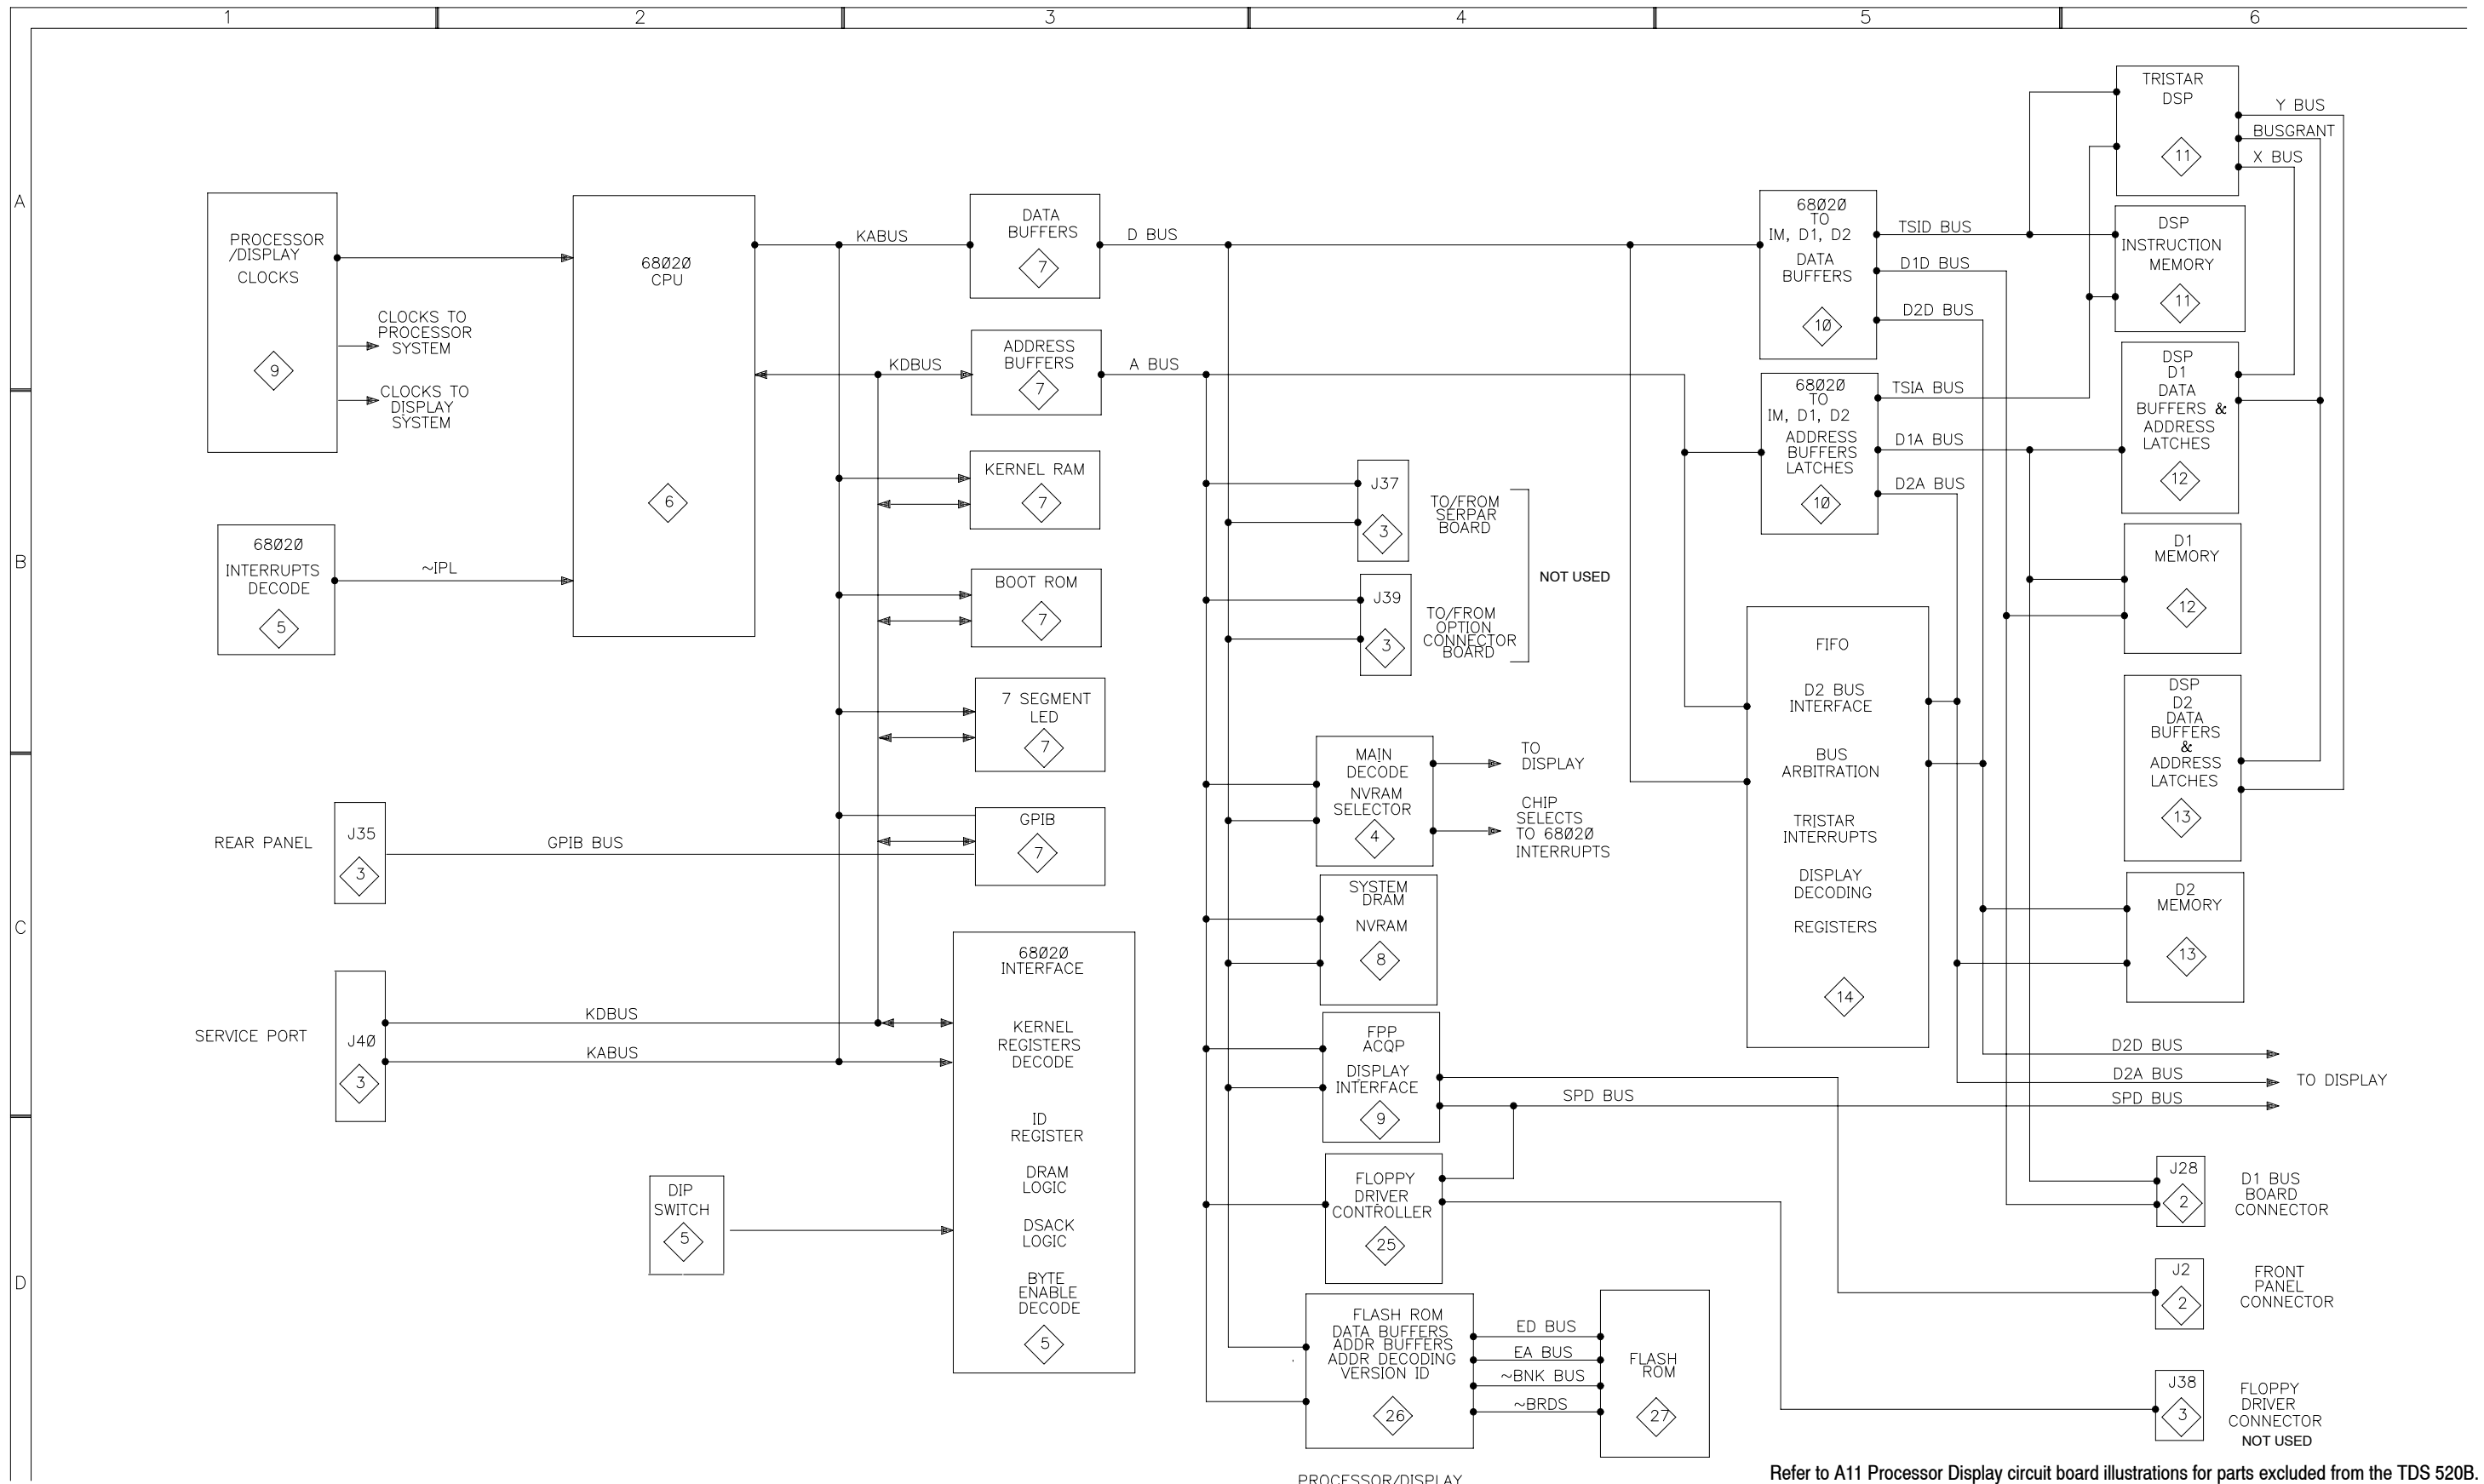 1 2 3 4 5 6
A
B
C
D
PROCESSOR
/DISPLAY
CLOCKS
9
CLOCKS TO
PROCESSOR
SYSTEM
CLOCKS TO
DISPLAY
SYSTEM
68020
INTERRUPTS
DECODE
5
~IPL
68020
CPU
6
KABUS
KDBUS
DATA
BUFFERS
7
D BUS
ADDRESS
BUFFERS
7
A BUS
KERNEL RAM
7
BOOT ROM
7
7 SEGMENT
LED
7
GPIB
7
REAR PANEL
J35
3
GPIB BUS
SERVICE PORT
J40
3
KDBUS
KABUS
DIP
SWITCH
5
68020
INTERFACE
KERNEL
REGISTERS
DECODE
ID
REGISTER
DRAM
LOGIC
DSACK
LOGIC
BYTE
ENABLE
DECODE
5
J37
3
TO/FROM
SERPAR
BOARD
J39
3
TO/FROM
OPTION
CONNECTOR
BOARD
NOT USED
MAIN
DECODE
NVRAM
SELECTOR
4
TO
DISPLAY
CHIP
SELECTS
TO 68020
INTERRUPTS
SYSTEM
DRAM
NVRAM
8
FPP
ACQP
DISPLAY
INTERFACE
9
SPD BUS
FLOPPY
DRIVER
CONTROLLER
25
FLASH ROM
DATA BUFFERS
ADDR BUFFERS
ADDR DECODING
VERSION ID
26
ED BUS
EA BUS
~BNK BUS
~BRDS
FLASH
ROM
27
68020
TO
IM, D1, D2
DATA
BUFFERS
10
TSID BUS
D1D BUS
D2D BUS
68020
TO
IM, D1, D2
ADDRESS
BUFFERS
LATCHES
10
TSIA BUS
D1A BUS
D2A BUS
FIFO
D2 BUS
INTERFACE
BUS
ARBITRATION
TRISTAR
INTERRUPTS
DISPLAY
DECODING
REGISTERS
14
TRISTAR
DSP
11
Y BUS
BUSGRANT
X BUS
DSP
INSTRUCTION
MEMORY
11
DSP
D1
DATA
BUFFERS &
ADDRESS
LATCHES
12
D1
MEMORY
12
DSP
D2
DATA
BUFFERS
&
ADDRESS
LATCHES
13
D2
MEMORY
13
D2D BUS
D2A BUS
SPD BUS
TO DISPLAY
J28
2
D1 BUS
BOARD
CONNECTOR
J2
2
FRONT
PANEL
CONNECTOR
J38
3
FLOPPY
DRIVER
CONNECTOR
NOT USED
PROCESSOR/DISPLAY
Refer to A11 Processor Display circuit board illustrations for parts excluded from the TDS 520B.